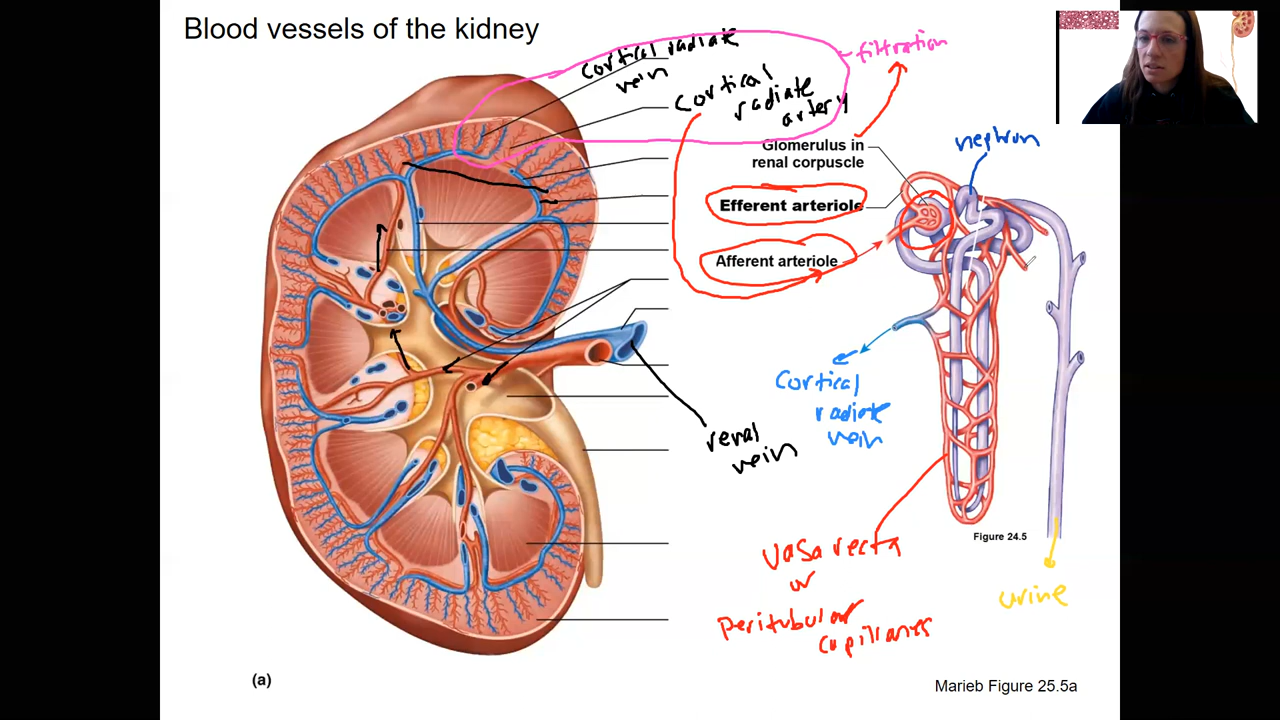 Blood vessels of the kidney
cortical radiate
vein
cortical
radiate
artery
filtration
Glomerulus in
renal corpuscle
nephron
Efferent arteriole
Afferent arteriole
Cortical
radiate
vein
renal
vein
Figure 24.5
vasa recta
or
peritubular
capillaries
urine
(a)
Marieb Figure 25.5a